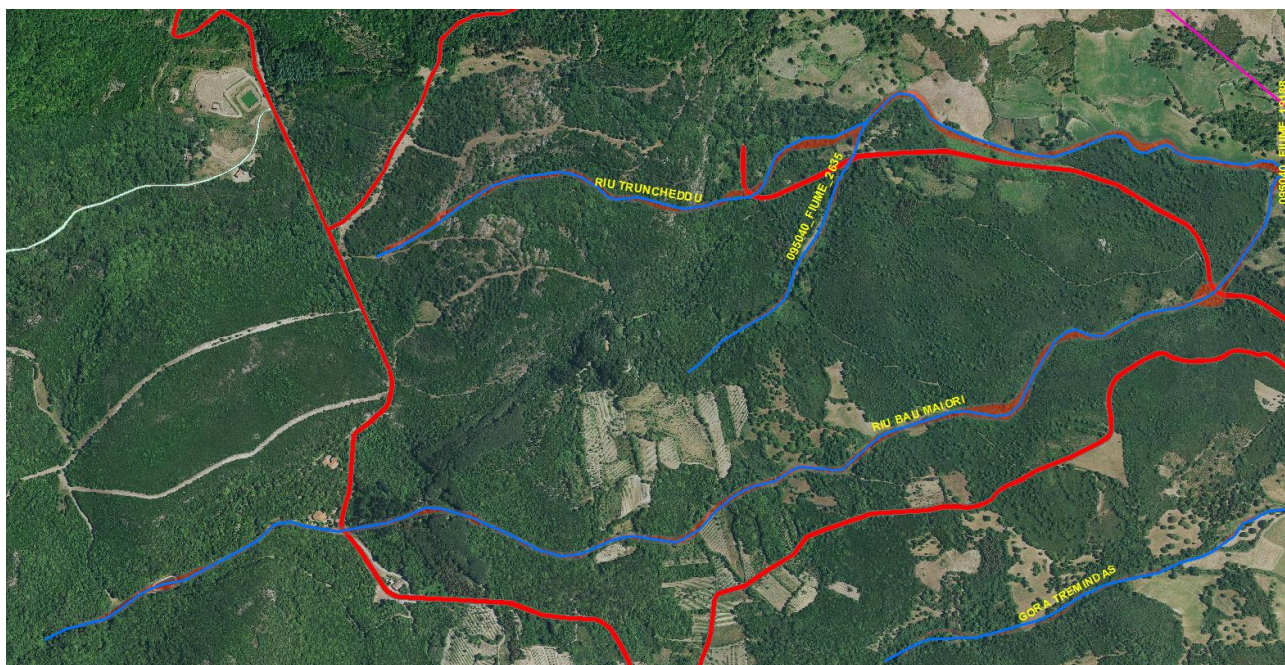 RIU TRUNCHEDDU
095040_FIUME_2635
RIU BAU MAIORI
GORA TREMINDAS